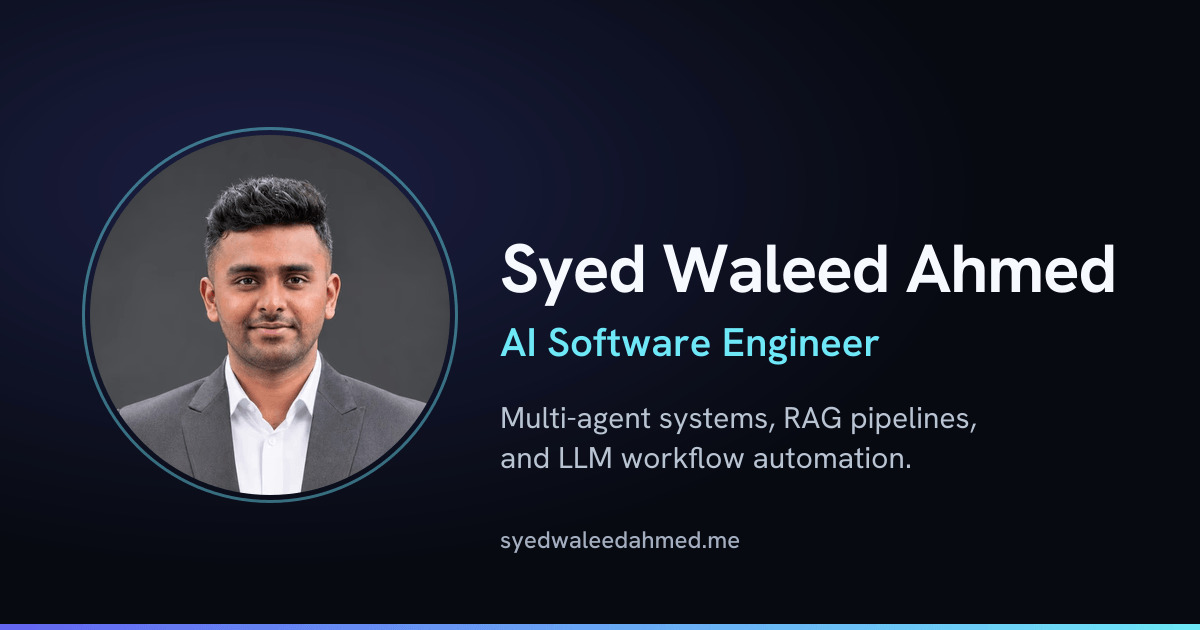 Syed Waleed Ahmed
AI Software Engineer
Multi-agent systems, RAG pipelines,
and LLM workflow automation.
syedwaleedahmed.me